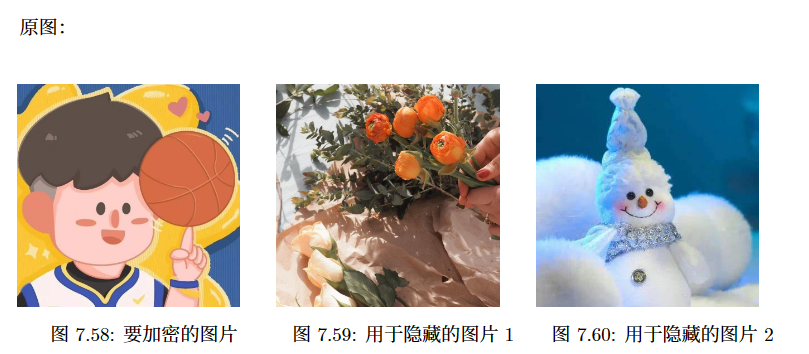 原图:
图 7.58: 要加密的图片
图 7.59: 用于隐藏的图片 1
图 7.60: 用于隐藏的图片 2